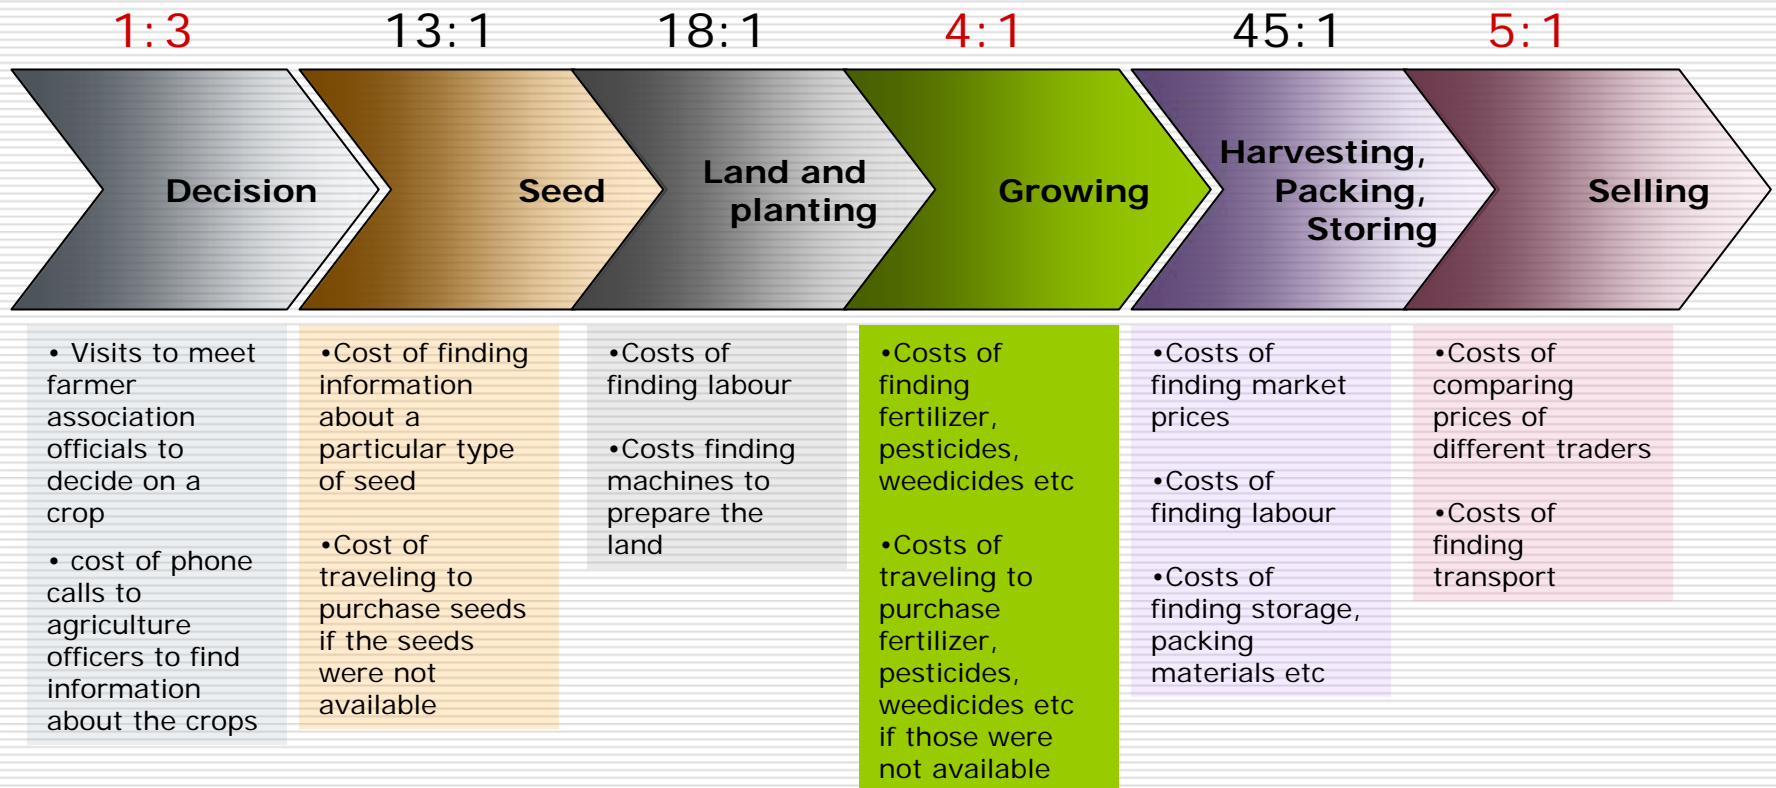 1:3
13:1
18:1
4:1
45:1
5:1
Decision
Seed
Land and
planting
Growing
Harvesting,
Packing,
Storing
Selling
• Visits to meet
farmer
association
officials to
decide on a
crop
• cost of phone
calls to
agriculture
officers to find
information
about the crops
•Cost of finding
information
about a
particular type
of seed
•Cost of
traveling to
purchase seeds
if the seeds
were not
available
•Costs of
finding labour
•Costs finding
machines to
prepare the
land
•Costs of
finding
fertilizer,
pesticides,
weedicides etc
•Costs of
traveling to
purchase
fertilizer,
pesticides,
weedicides etc
if those were
not available
•Costs of
finding market
prices
•Costs of
finding labour
•Costs of
finding storage,
packing
materials etc
•Costs of
comparing
prices of
different traders
•Costs of
finding
transport